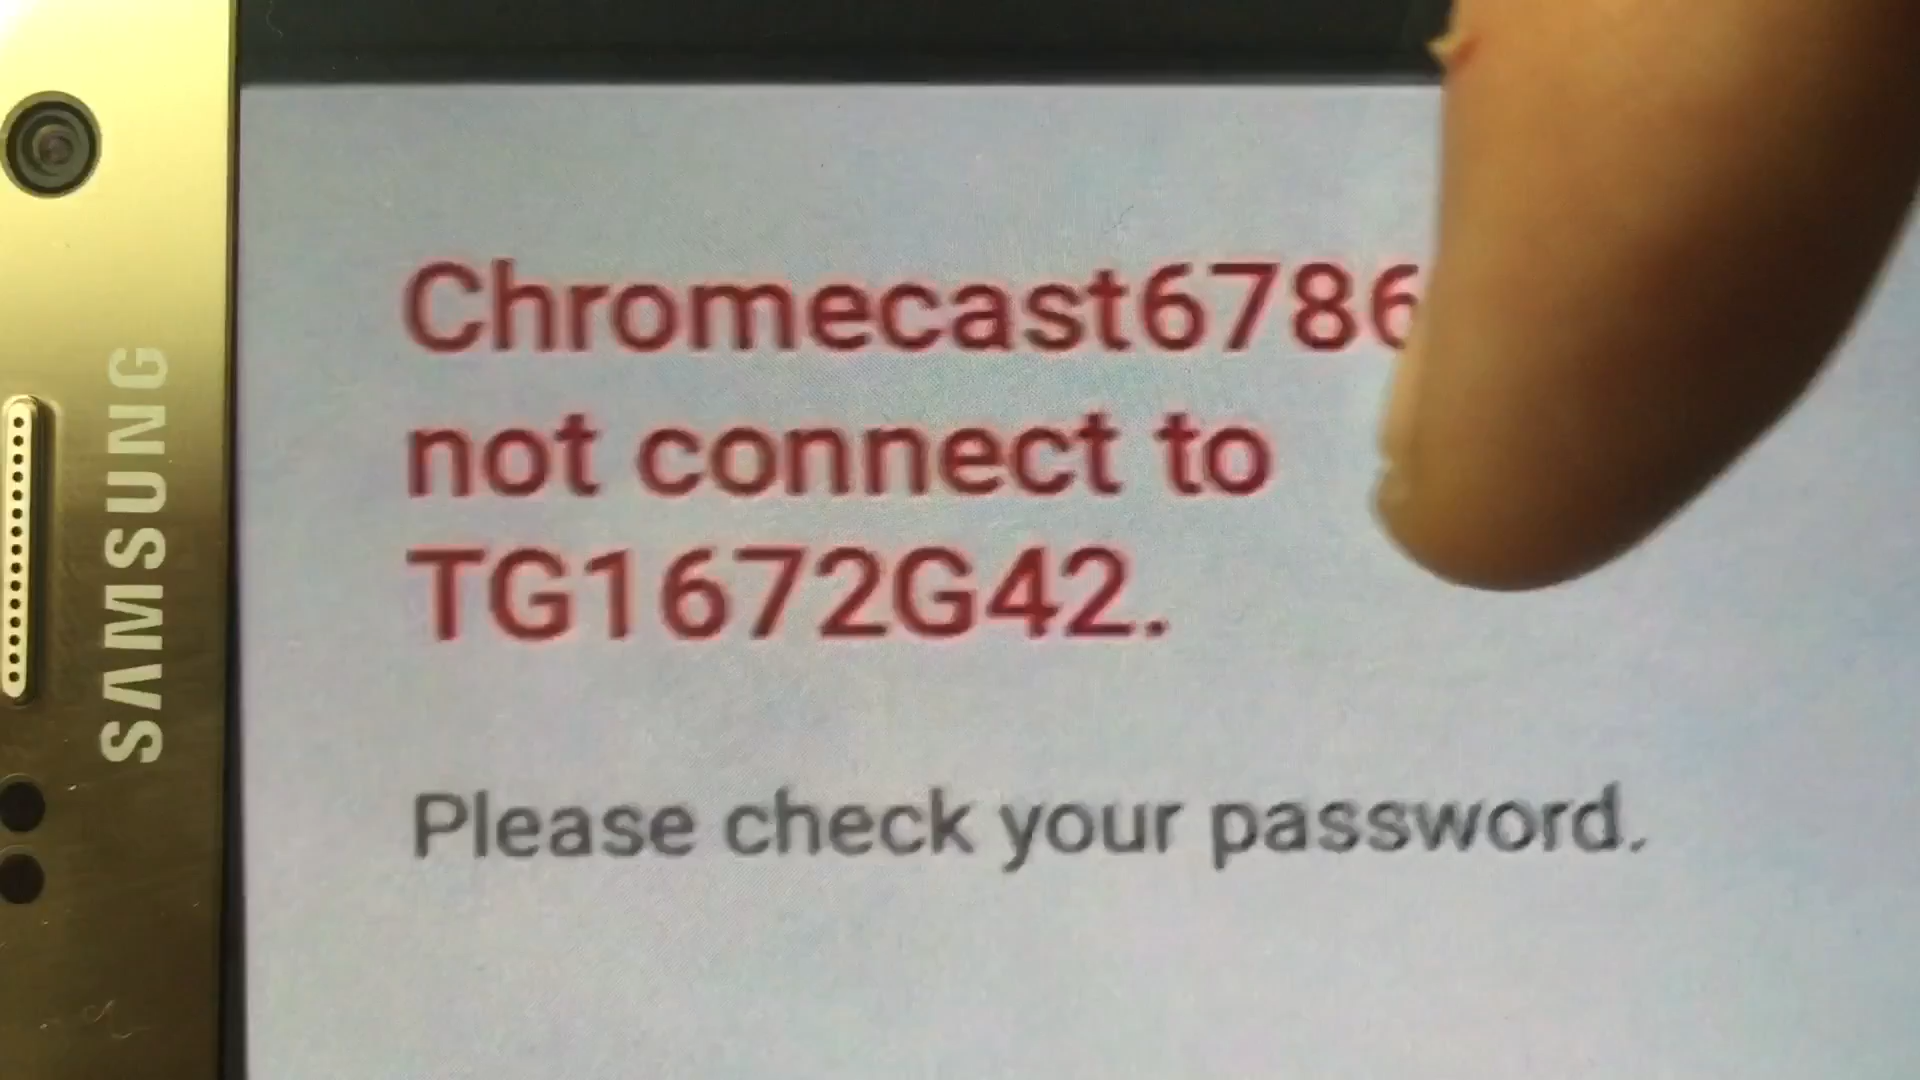 SAMSUNG
Chromecast6786
not connect to
TG1672G42.
Please check your password.